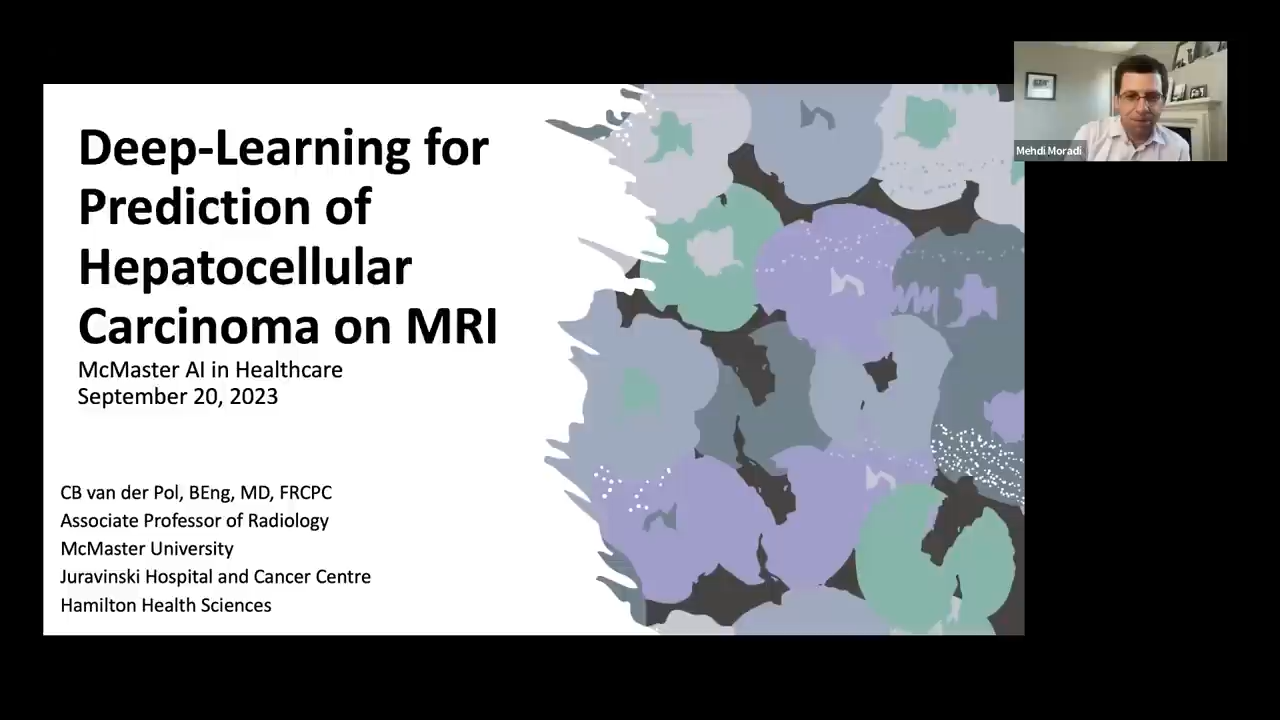 Deep-Learning for
Prediction of
Hepatocellular
Carcinoma on MRI
McMaster AI in Healthcare
September 20, 2023
CB van der Pol, BEng, MD, FRCPC
Associate Professor of Radiology
McMaster University
Juravinski Hospital and Cancer Centre
Hamilton Health Sciences
Mehdi Moradi